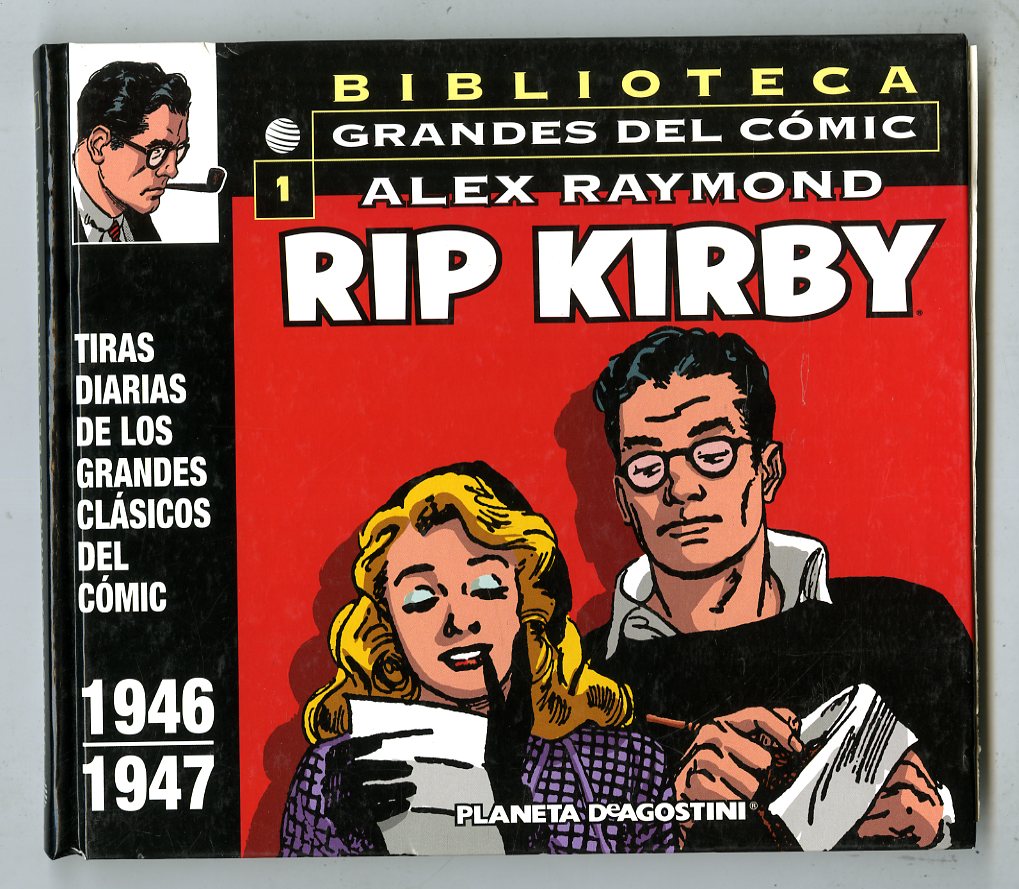 BIBLIOTECA
GRANDES DEL CÓMIC
1
ALEX RAYMOND
RIP KIRBY®
TIRAS
DIARIAS
DE LOS
GRANDES
CLÁSICOS
DEL
CÓMIC
1946
1947
PLANETA DeAGOSTINI®